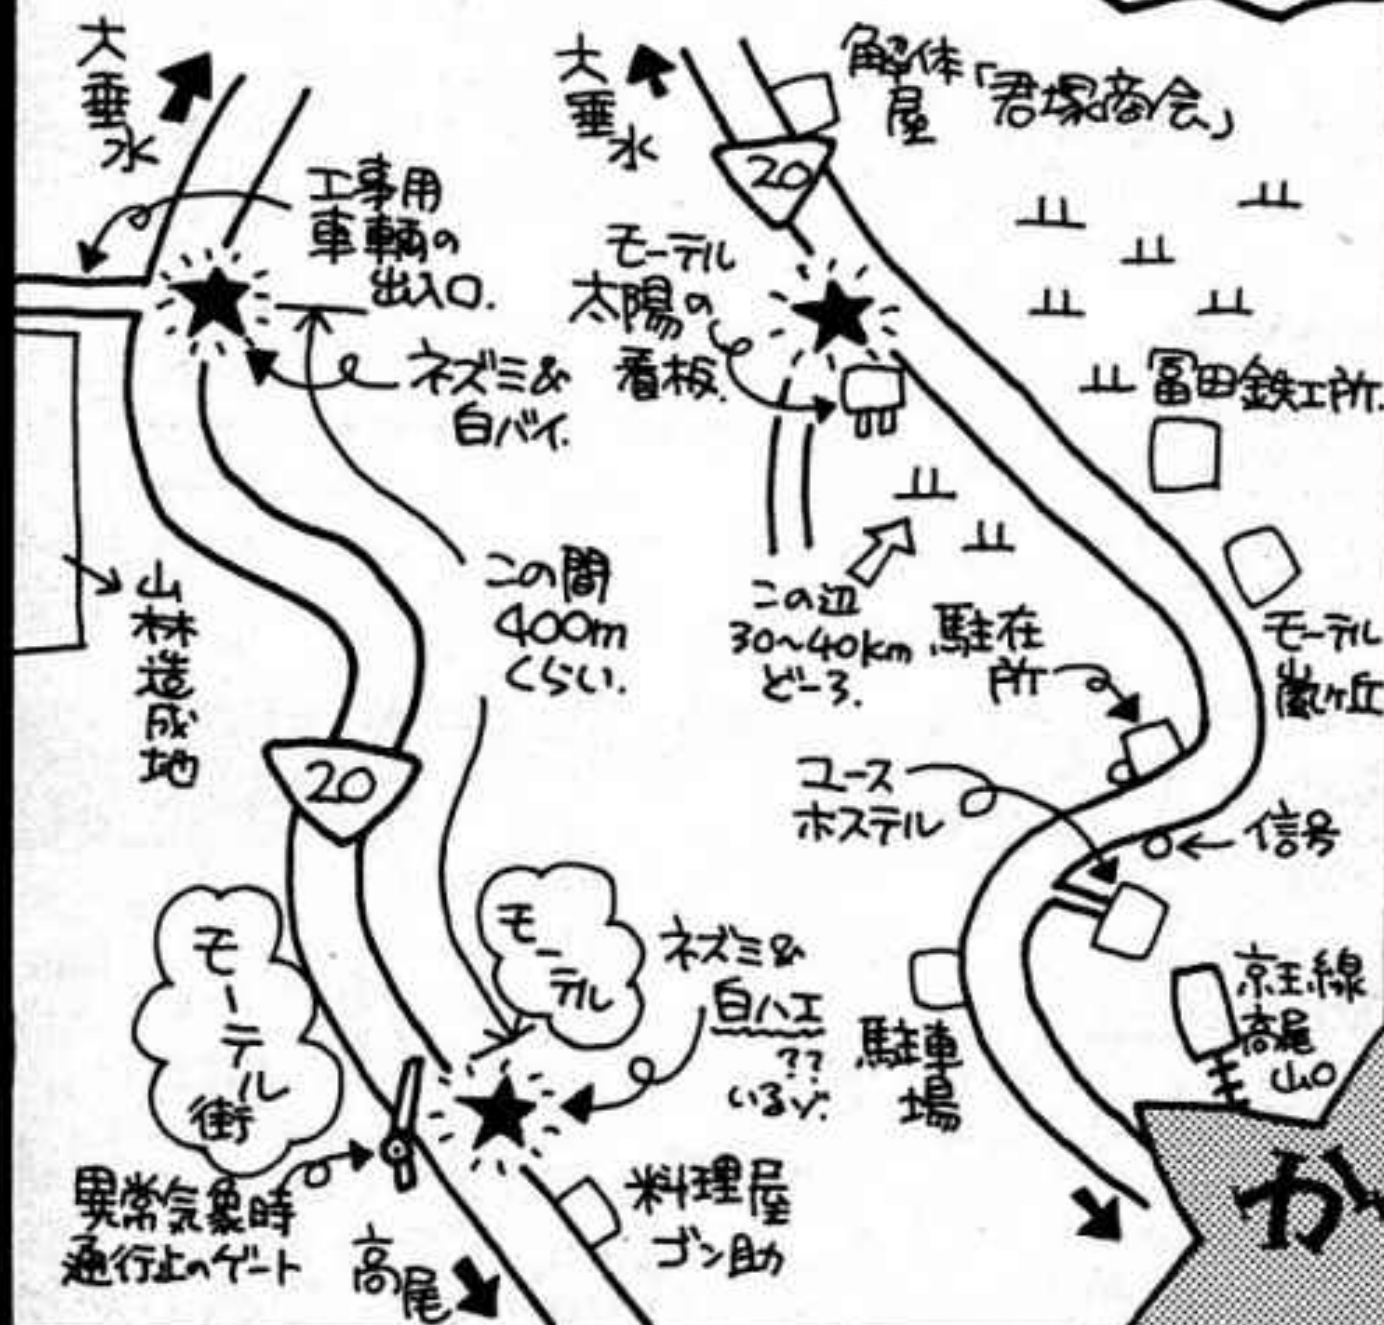 大垂水
工事用
車輌の
出入口.
ネズミ&
白バイ.
山林造成地
この間
400m
くらい.
20
モーテル街
モーテル
ネズミ&
白ハエ
??
いるゾ.
異常気象時
通行止のゲート
高尾
料理屋
ゴン助
大垂水
解体屋
「君塚商会」
20
モーテル
太陽の
看板.
冨田鉄工所.
この辺
30~40km
どーろ.
駐在所
モーテル
ユース
ホステル
信号
駐車場
京王線
高尾
山口
か